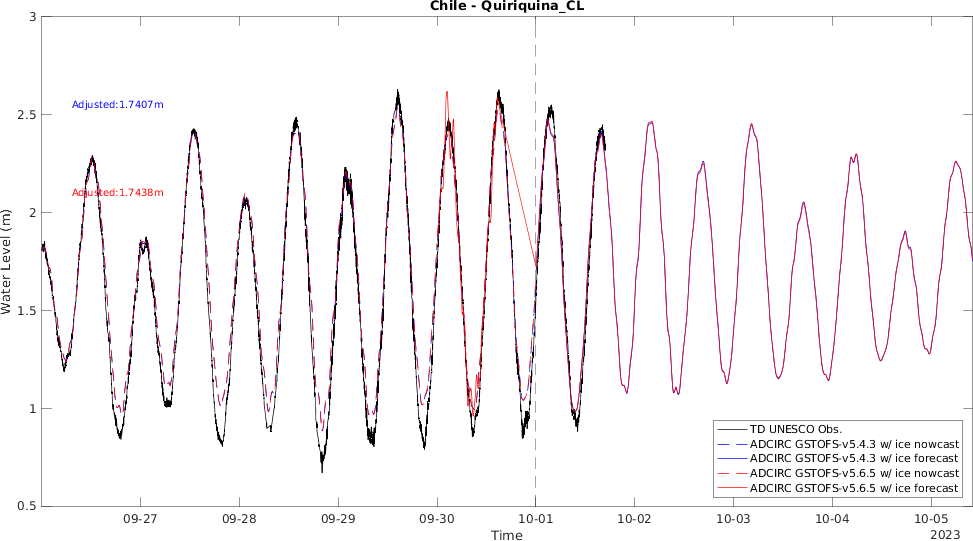 Chile - Quiriquina_CL
3
2.5
2
1.5
1
0.5
Water Level (m)
Adjusted:1.7407m
Adjusted:1.7438m
TD UNESCO Obs.
ADCIRC GSTOFS-v5.4.3 w/ ice nowcast
ADCIRC GSTOFS-v5.4.3 w/ ice forecast
ADCIRC GSTOFS-v5.6.5 w/ ice nowcast
ADCIRC GSTOFS-v5.6.5 w/ ice forecast
09-27 09-28 09-29 09-30 10-01 10-02 10-03 10-04 10-05
Time
2023